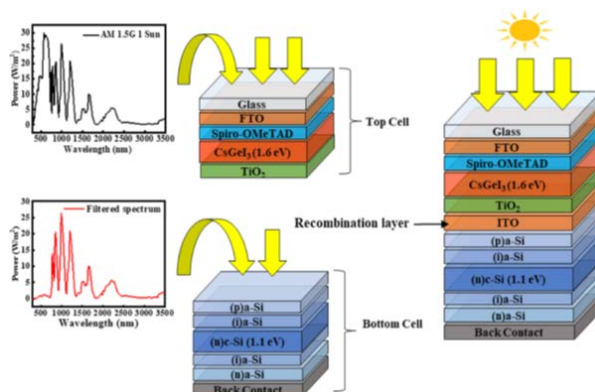 AM 1.5G 1 Sun
Power (W/m²)
30
25
20
15
10
5
0
500 1000 1500 2000 2500 3000 3500
Wavelength (nm)
Glass
FTO
Spiro-OMeTAD
CsGeI₃ (1.6 eV)
TiO₂
Top Cell
Filtered spectrum
Power (W/m²)
30
25
20
15
10
5
0
500 1000 1500 2000 2500 3000 3500
Wavelength (nm)
(p)a-Si
(i)a-Si
(n)c-Si (1.1 eV)
(i)a-Si
(n)a-Si
Back Contact
Bottom Cell
Glass
FTO
Spiro-OMeTAD
CsGeI₃ (1.6 eV)
TiO₂
Recombination layer
ITO
(p)a-Si
(i)a-Si
(n)c-Si (1.1 eV)
(i)a-Si
(n)a-Si
Back Contact